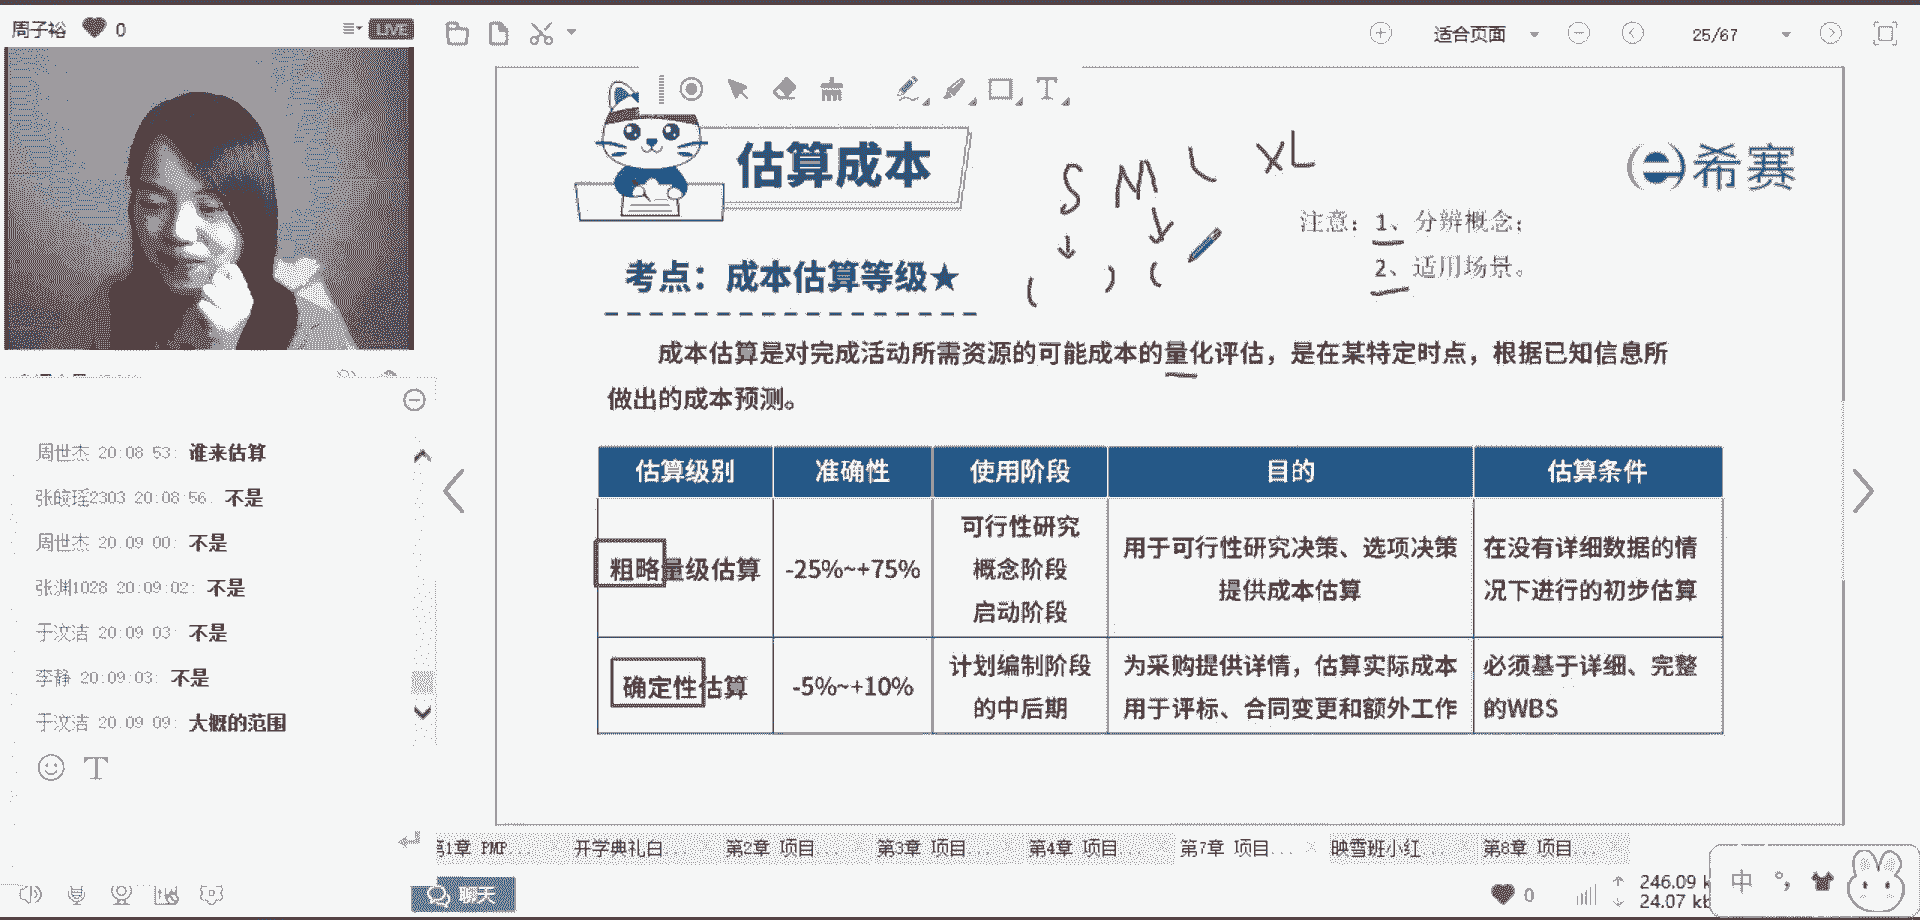 周子裕 0 LIVE
适合页面 25/67
估算成本
S M L XL
希赛
注意：1、分辨概念；
2、适用场景。
考点：成本估算等级★
( ) (
成本估算是对完成活动所需资源的可能成本的量化评估，是在某特定时点，根据已知信息所
做出的成本预测。
估算级别 准确性 使用阶段 目的 估算条件
粗略量级估算 -25%~+75% 可行性研究 概念阶段 启动阶段 用于可行性研究决策、选项决策 提供成本估算 在没有详细数据的情 况下进行的初步估算
确定性估算 -5%~+10% 计划编制阶段 的中后期 为采购提供详情，估算实际成本 用于评标、合同变更和额外工作 必须基于详细、完整 的WBS
周世杰 20:08 53: 谁来估算
2303 20:08 56: 不是
周世杰 20:09 00: 不是
张渊1028 20:09:02: 不是
于汶洁 20:09 03: 不是
李静 20:09:03: 不是
于汶洁 20:09 09: 大概的范围
T
第1章 PMP... 开学典礼白... 第2章 项目... 第3章 项目... 第4章 项目... 第7章 项目... 映雪班小红... 第8章 项目...
聊天
0 246.09 k
24.07 kb
中